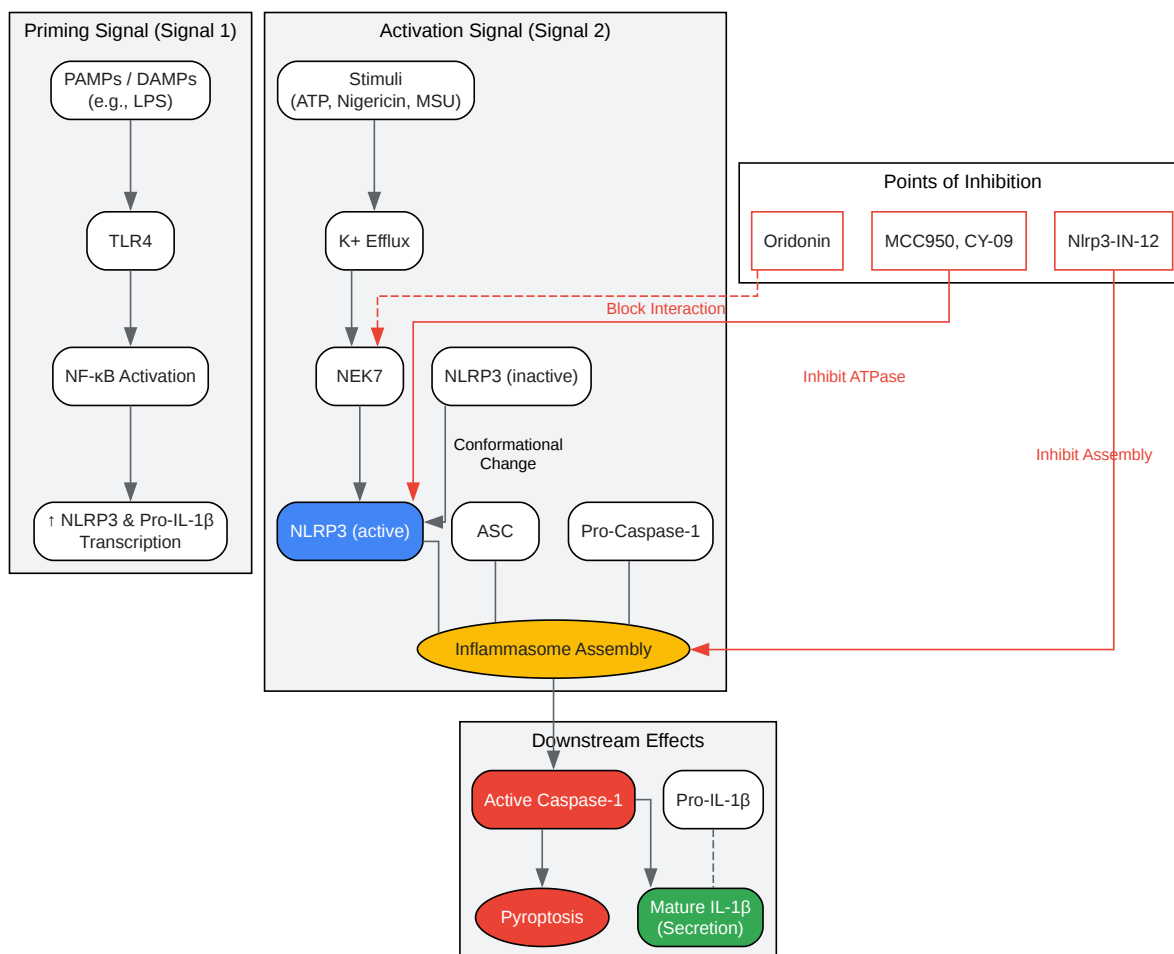 Priming Signal (Signal 1)
PAMPs / DAMPs
(e.g., LPS)
TLR4
NF-κB Activation
↑ NLRP3 & Pro-IL-1β
Transcription
Activation Signal (Signal 2)
Stimuli
(ATP, Nigericin, MSU)
K+ Efflux
NEK7
NLRP3 (inactive)
Conformational
Change
NLRP3 (active)
ASC
Pro-Caspase-1
Inflammasome Assembly
Points of Inhibition
Oridonin
MCC950, CY-09
Nlrp3-IN-12
Block Interaction
Inhibit ATPase
Inhibit Assembly
Downstream Effects
Active Caspase-1
Pro-IL-1β
Pyroptosis
Mature IL-1β
(Secretion)